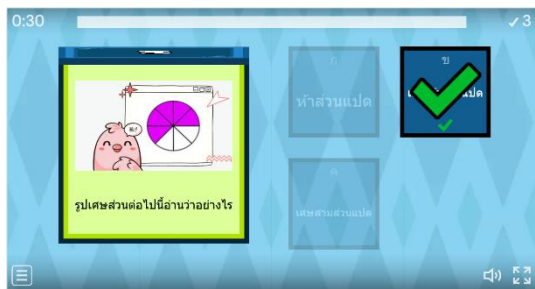 0:30
3
ก
ห้าส่วนแปด
ข
ค
เศษสามส่วนแปด
รูปเศษส่วนต่อไปนี้อ่านว่าอย่างไร